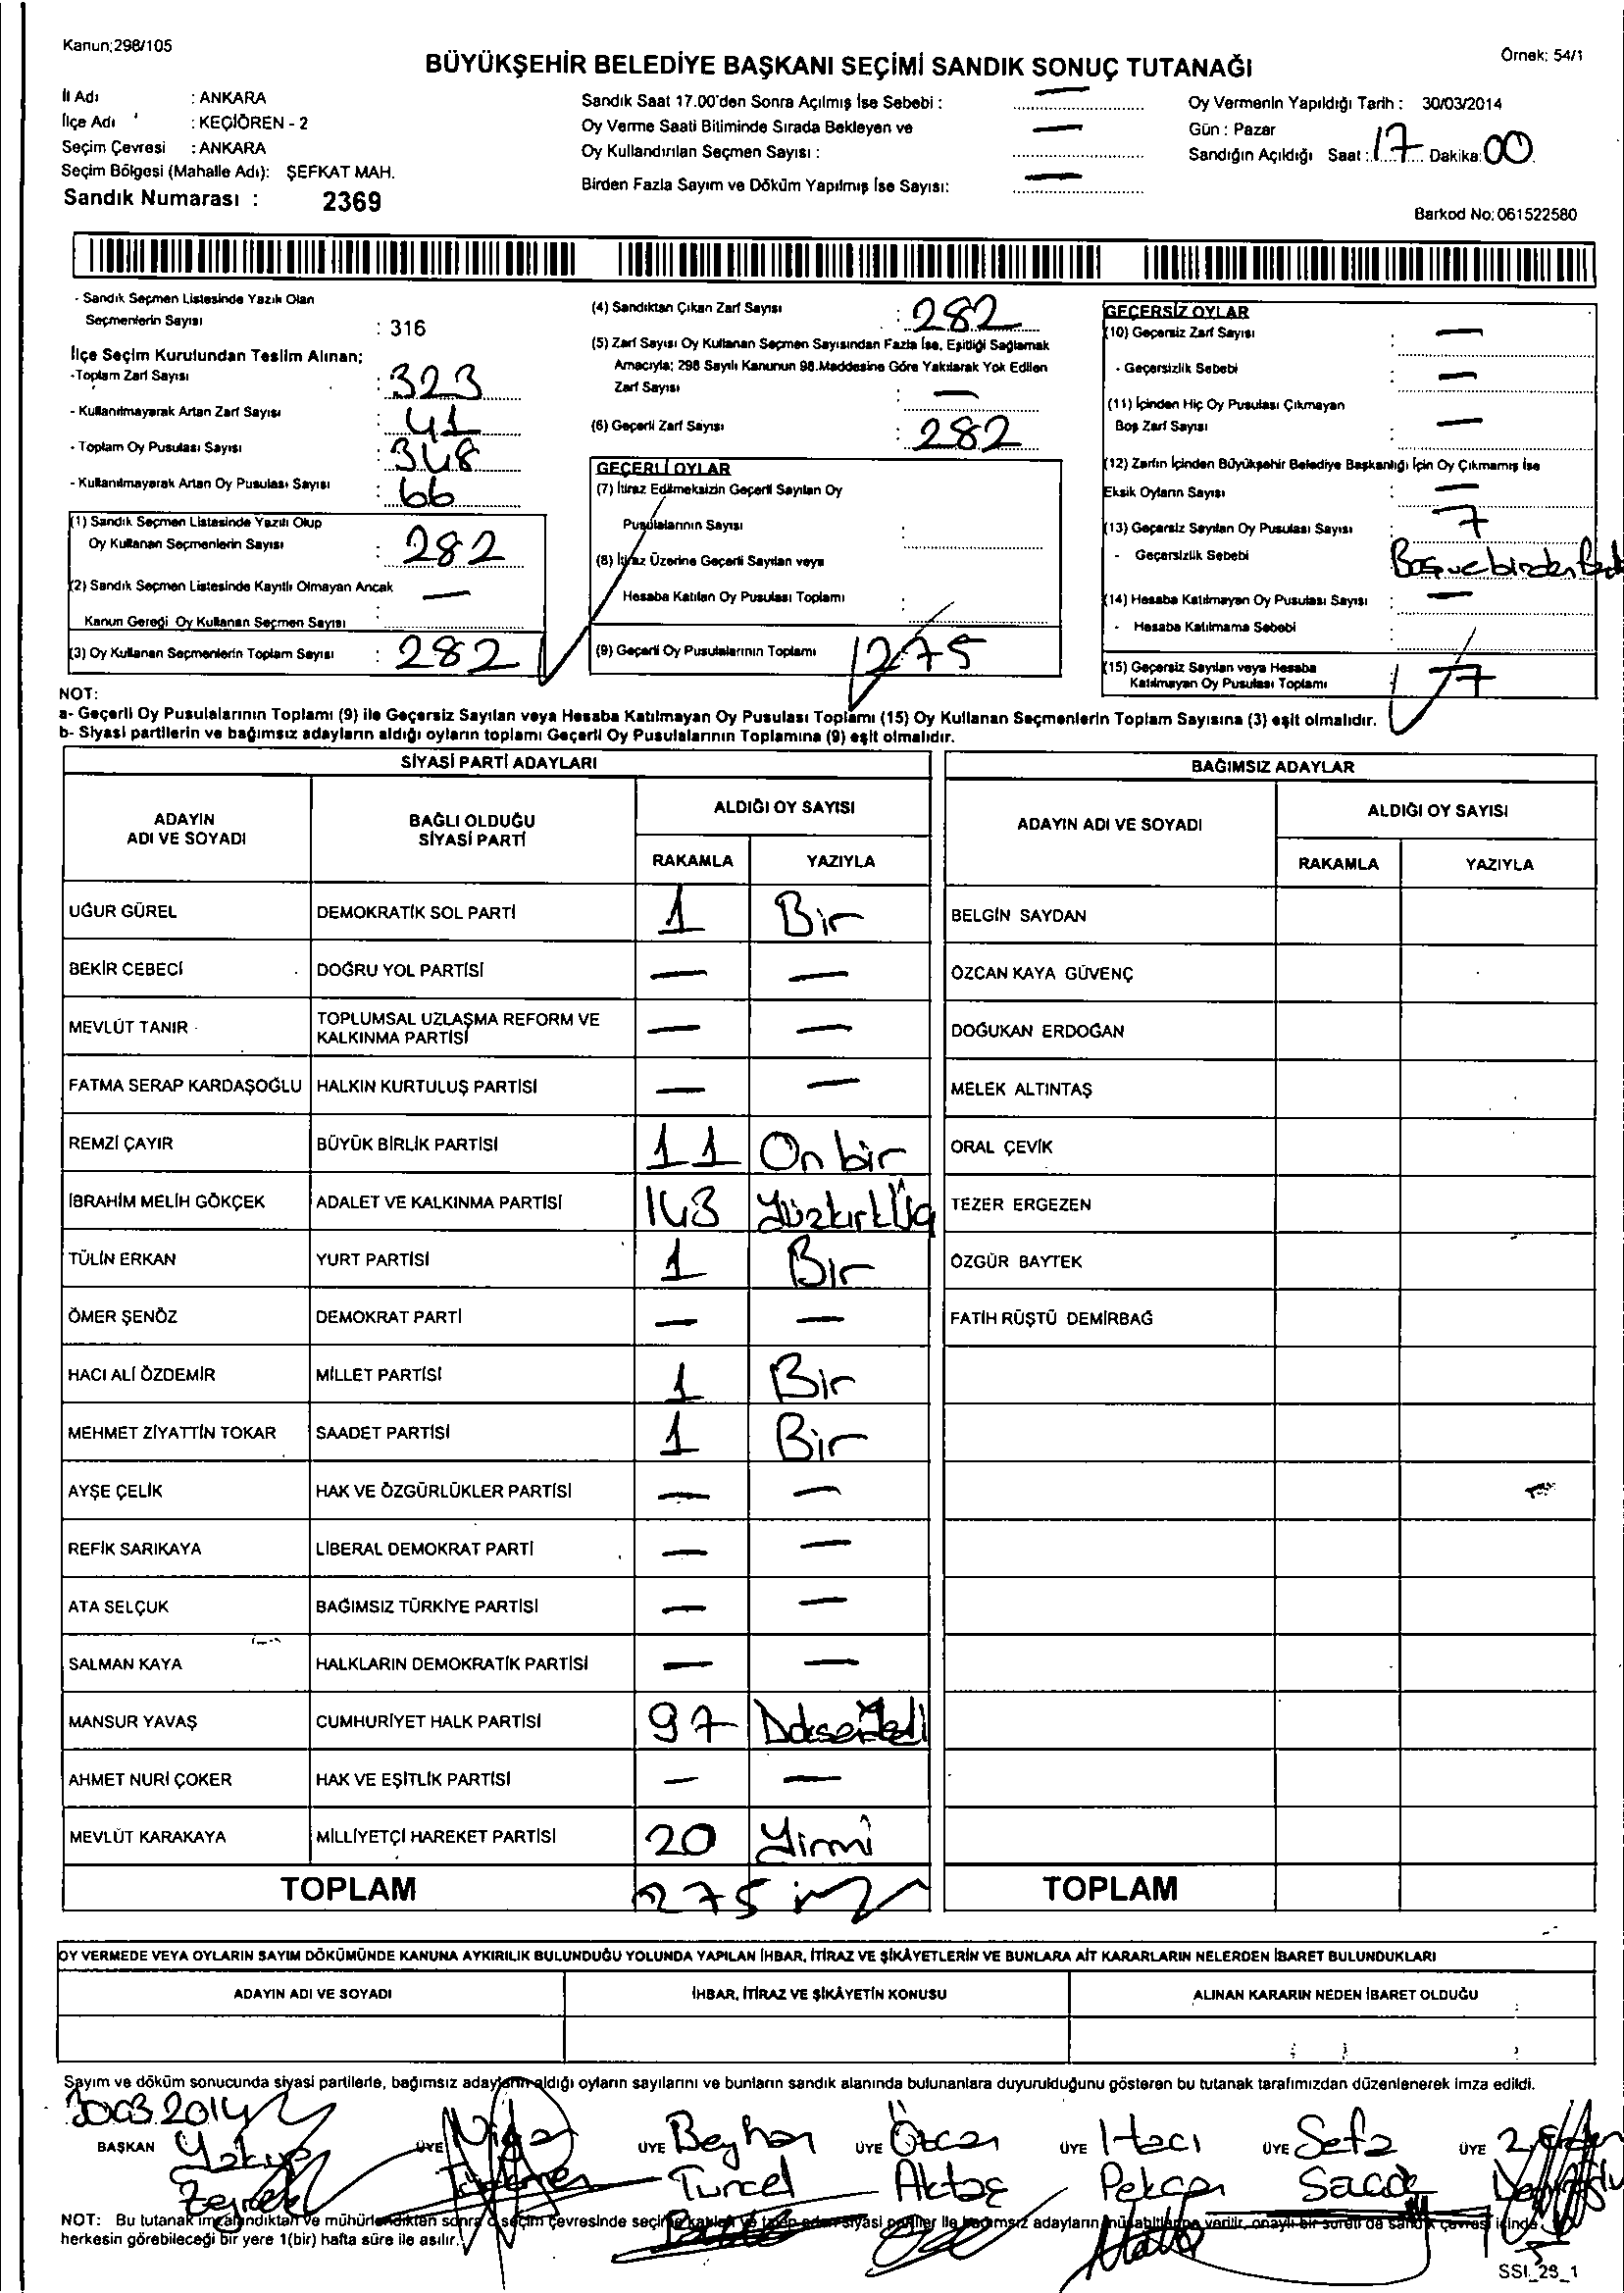 Kanun;298/105
Örnek: 54/1
BÜYÜKŞEHİR BELEDİYE BAŞKANI SEÇİMİ SANDIK SONUÇ TUTANAĞI
İl Adı : ANKARA
İlçe Adı : KEÇİÖREN - 2
Seçim Çevresi : ANKARA
Seçim Bölgesi (Mahalle Adı): ŞEFKAT MAH.
Sandık Numarası : 2369
Sandık Saat 17.00'den Sonra Açılmış İse Sebebi : —
Oy Verme Saati Bitiminde Sırada Bekleyen ve
Oy Kullandırılan Seçmen Sayısı : —
Birden Fazla Sayım ve Döküm Yapılmış İse Sayısı: —
Oy Vermenin Yapıldığı Tarih : 30/03/2014
Gün : Pazar
Sandığın Açıldığı Saat : 17 Dakika: 00
Barkod No: 061522580
- Sandık Seçmen Listesinde Yazılı Olan
Seçmenlerin Sayısı : 316
İlçe Seçim Kurulundan Teslim Alınan;
-Toplam Zarf Sayısı : 323
- Kullanılmayarak Artan Zarf Sayısı : 41
- Toplam Oy Pusulası Sayısı : 348
- Kullanılmayarak Artan Oy Pusulası Sayısı : 66
(1) Sandık Seçmen Listesinde Yazılı Olup
Oy Kullanan Seçmenlerin Sayısı : 282
(2) Sandık Seçmen Listesinde Kayıtlı Olmayan Ancak
Kanun Gereği Oy Kullanan Seçmen Sayısı : —
(3) Oy Kullanan Seçmenlerin Toplam Sayısı : 282
(4) Sandıktan Çıkan Zarf Sayısı : 282
(5) Zarf Sayısı Oy Kullanan Seçmen Sayısından Fazla İse, Eşitliği Sağlamak
Amacıyla; 298 Sayılı Kanunun 98.Maddesine Göre Yakılarak Yok Edilen
Zarf Sayısı : —
(6) Geçerli Zarf Sayısı : 282
GEÇERLİ OYLAR
(7) İtiraz Edilmeksizin Geçerli Sayılan Oy
Pusulalarının Sayısı :
(8) İtiraz Üzerine Geçerli Sayılan veya
Hesaba Katılan Oy Pusulası Toplamı :
(9) Geçerli Oy Pusulalarının Toplamı 275
GEÇERSİZ OYLAR
(10) Geçersiz Zarf Sayısı : —
- Geçersizlik Sebebi : —
(11) İçinden Hiç Oy Pusulası Çıkmayan
Boş Zarf Sayısı : —
(12) Zarfın İçinden Büyükşehir Belediye Başkanlığı İçin Oy Çıkmamış İse
Eksik Oyların Sayısı : —
(13) Geçersiz Sayılan Oy Pusulası Sayısı : 7
- Geçersizlik Sebebi : Boş ve birden
(14) Hesaba Katılmayan Oy Pusulası Sayısı : —
- Hesaba Katılmama Sebebi :
(15) Geçersiz Sayılan veya Hesaba
Katılmayan Oy Pusulası Toplamı : 7
NOT:
a- Geçerli Oy Pusulalarının Toplamı (9) ile Geçersiz Sayılan veya Hesaba Katılmayan Oy Pusulası Toplamı (15) Oy Kullanan Seçmenlerin Toplam Sayısına (3) eşit olmalıdır.
b- Siyasi partilerin ve bağımsız adayların aldığı oyların toplamı Geçerli Oy Pusulalarının Toplamına (9) eşit olmalıdır.
SİYASİ PARTİ ADAYLARI
ADAYIN ADI VE SOYADI
BAĞLI OLDUĞU SİYASİ PARTİ
ALDIĞI OY SAYISI
RAKAMLA YAZIYLA
UĞUR GÜREL DEMOKRATİK SOL PARTİ 1 Bir
BEKİR CEBECİ DOĞRU YOL PARTİSİ — —
MEVLÜT TANIR TOPLUMSAL UZLAŞMA REFORM VE KALKINMA PARTİSİ — —
FATMA SERAP KARDAŞOĞLU HALKIN KURTULUŞ PARTİSİ — —
REMZİ ÇAYIR BÜYÜK BİRLİK PARTİSİ 11 On bir
İBRAHİM MELİH GÖKÇEK ADALET VE KALKINMA PARTİSİ 143 Yüzkırküç
TÜLİN ERKAN YURT PARTİSİ 1 Bir
ÖMER ŞENÖZ DEMOKRAT PARTİ — —
HACI ALİ ÖZDEMİR MİLLET PARTİSİ 1 Bir
MEHMET ZİYATTİN TOKAR SAADET PARTİSİ 1 Bir
AYŞE ÇELİK HAK VE ÖZGÜRLÜKLER PARTİSİ — —
REFİK SARIKAYA LİBERAL DEMOKRAT PARTİ — —
ATA SELÇUK BAĞIMSIZ TÜRKİYE PARTİSİ — —
SALMAN KAYA HALKLARIN DEMOKRATİK PARTİSİ — —
MANSUR YAVAŞ CUMHURİYET HALK PARTİSİ 97 Doksanyedi
AHMET NURİ ÇOKER HAK VE EŞİTLİK PARTİSİ — —
MEVLÜT KARAKAYA MİLLİYETÇİ HAREKET PARTİSİ 20 Yirmi
TOPLAM 275
BAĞIMSIZ ADAYLAR
ADAYIN ADI VE SOYADI
ALDIĞI OY SAYISI
RAKAMLA YAZIYLA
BELGİN SAYDAN
ÖZCAN KAYA GÜVENÇ
DOĞUKAN ERDOĞAN
MELEK ALTINTAŞ
ORAL ÇEVİK
TEZER ERGEZEN
ÖZGÜR BAYTEK
FATİH RÜŞTÜ DEMİRBAĞ
TOPLAM
OY VERMEDE VEYA OYLARIN SAYIM DÖKÜMÜNDE KANUNA AYKIRILIK BULUNDUĞU YOLUNDA YAPILAN İHBAR, İTİRAZ VE ŞİKÂYETLERİN VE BUNLARA AİT KARARLARIN NELERDEN İBARET BULUNDUKLARI
ADAYIN ADI VE SOYADI İHBAR, İTİRAZ VE ŞİKÂYETİN KONUSU ALINAN KARARIN NEDEN İBARET OLDUĞU
Sayım ve döküm sonucunda siyasi partilerle, bağımsız adayların aldığı oyların sayılarını ve bunların sandık alanında bulunanlara duyurulduğunu gösteren bu tutanak tarafımızdan düzenlenerek imza edildi.
30.03.2014
BAŞKAN Yakup ÜYE ÜYE Beyhan ÜYE Özcan ÜYE Hacı ÜYE Sefa ÜYE
Zeyrek Tuncel Aktaş Pekcan
NOT: Bu tutanak imzalandıktan ve mühürlendikten sonra o seçim çevresinde seçime katılan ve talep eden siyasi partiler ile bağımsız adayların müşahitlerine verilir, onaylı bir sureti de sandık çevresi içinde
herkesin görebileceği bir yere 1(bir) hafta süre ile asılır.
SSI_28_1